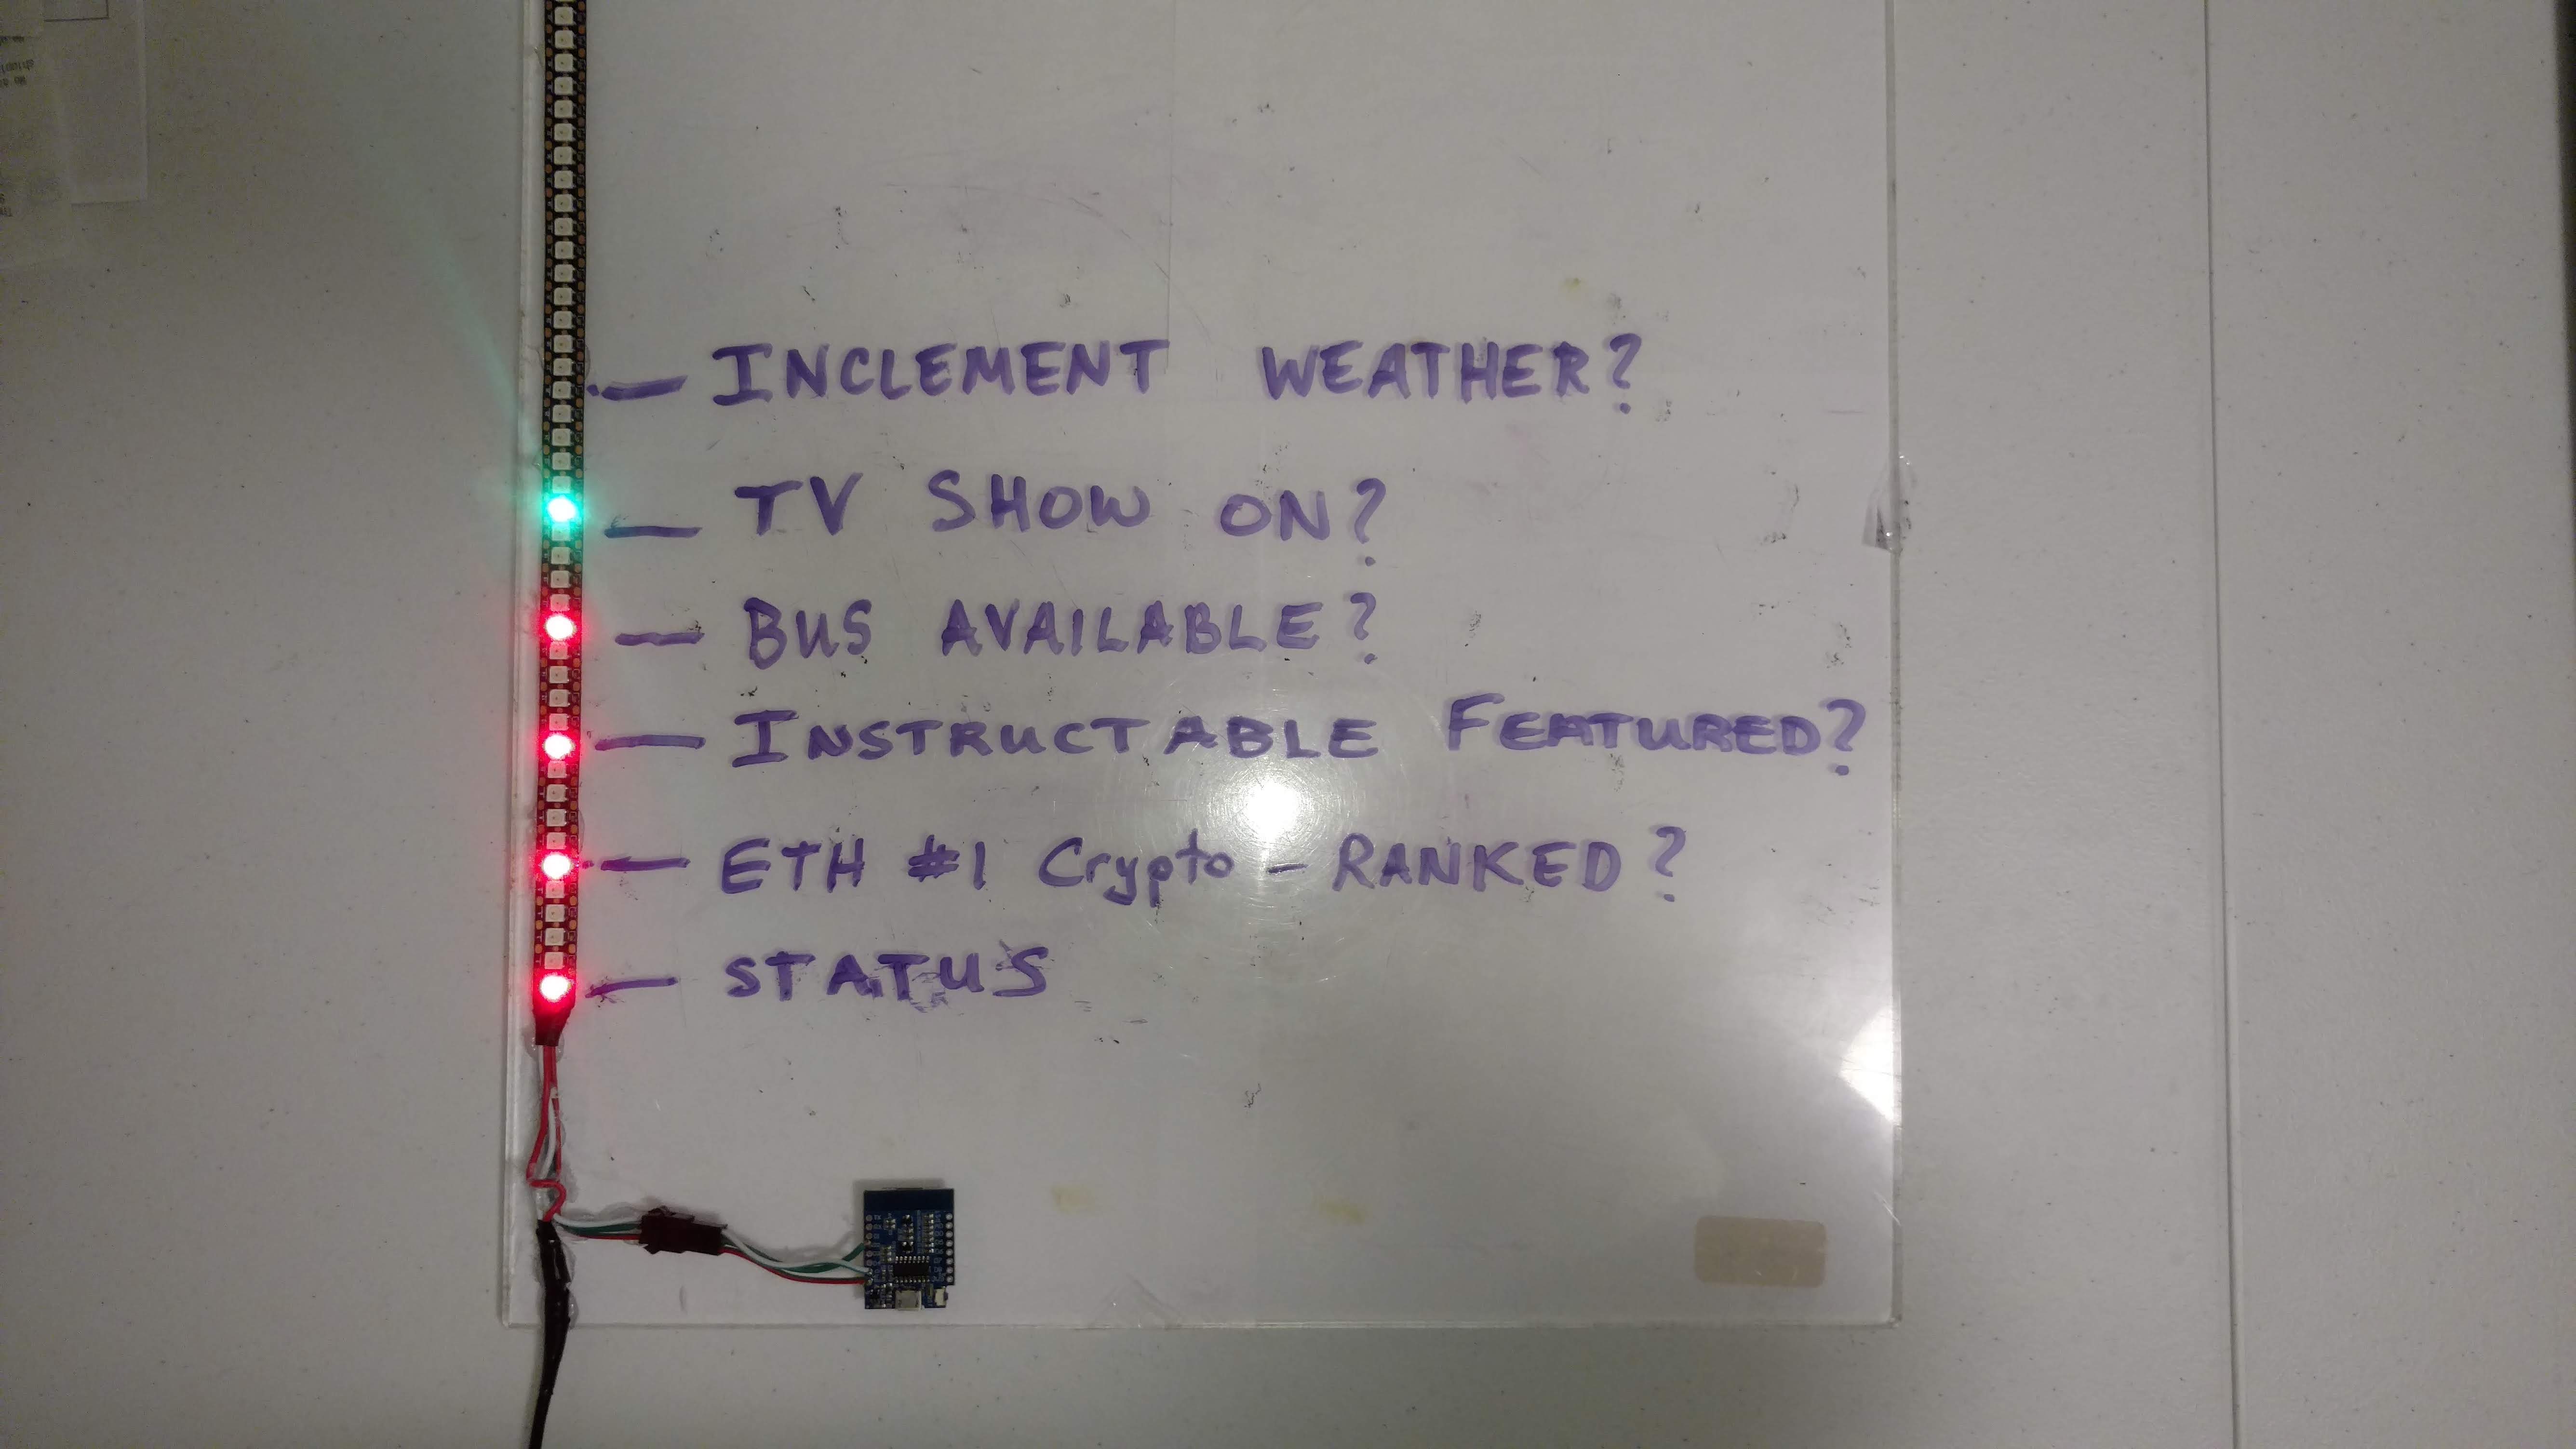 INCLEMENT WEATHER?
TV SHOW ON?
BUS AVAILABLE?
INSTRUCTABLE FEATURED?
ETH #1 Crypto - RANKED?
STATUS